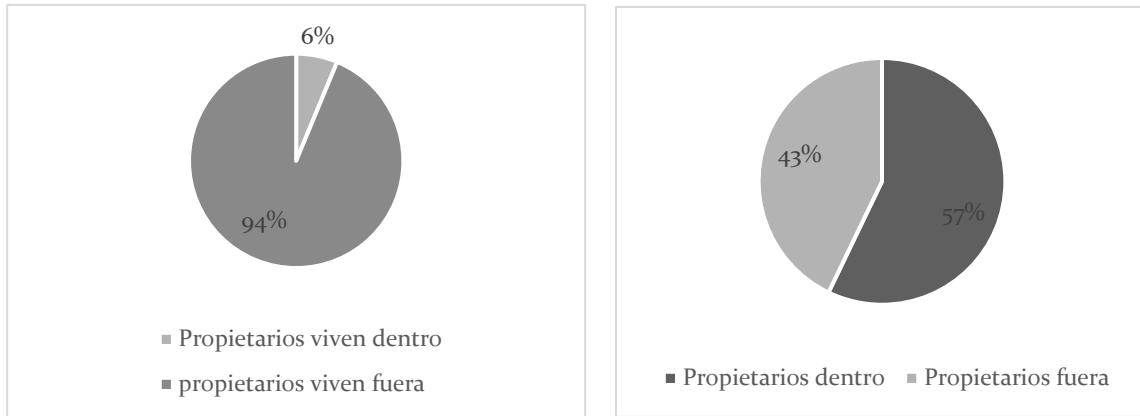 6%
94%
Propietarios viven dentro
propietarios viven fuera
43%
57%
Propietarios dentro Propietarios fuera